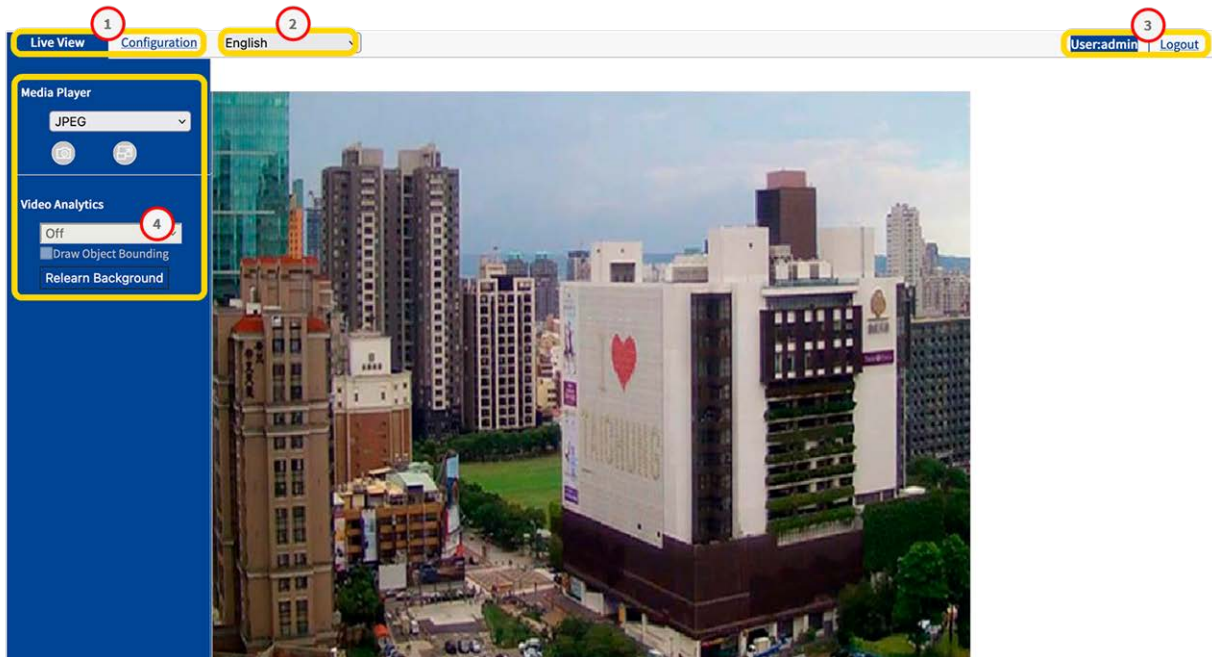 1
2
3
Live View
Configuration
English
User:admin | Logout
Media Player
JPEG
Video Analytics
4
Off
Draw Object Bounding
Relearn Background
I
TAICHUNG